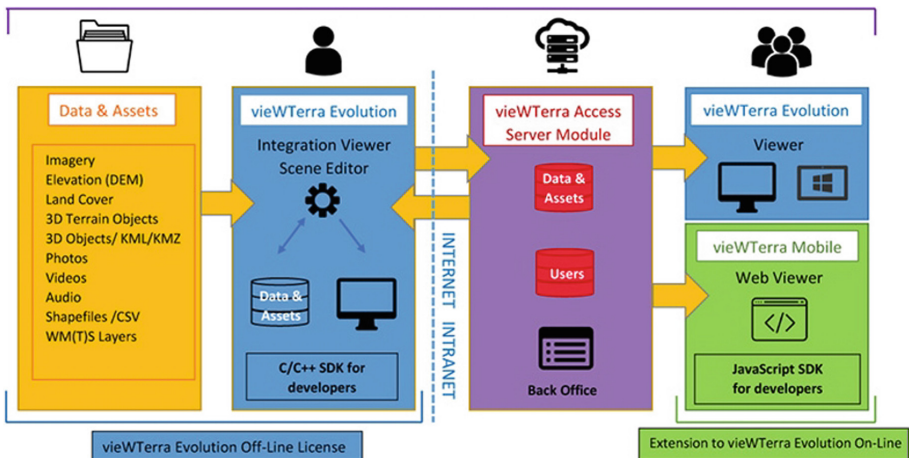 Data & Assets
Imagery
Elevation (DEM)
Land Cover
3D Terrain Objects
3D Objects/ KML/KMZ
Photos
Videos
Audio
Shapefiles /CSV
WM(T)S Layers
vieWTerra Evolution
Integration Viewer
Scene Editor
Data &
Assets
C/C++ SDK for
developers
vieWTerra Evolution Off-Line License
INTERNET INTRANET
vieWTerra Access
Server Module
Data &
Assets
Users
Back Office
vieWTerra Evolution
Viewer
vieWTerra Mobile
Web Viewer
</>
JavaScript SDK
for developers
Extension to vieWTerra Evolution On-Line